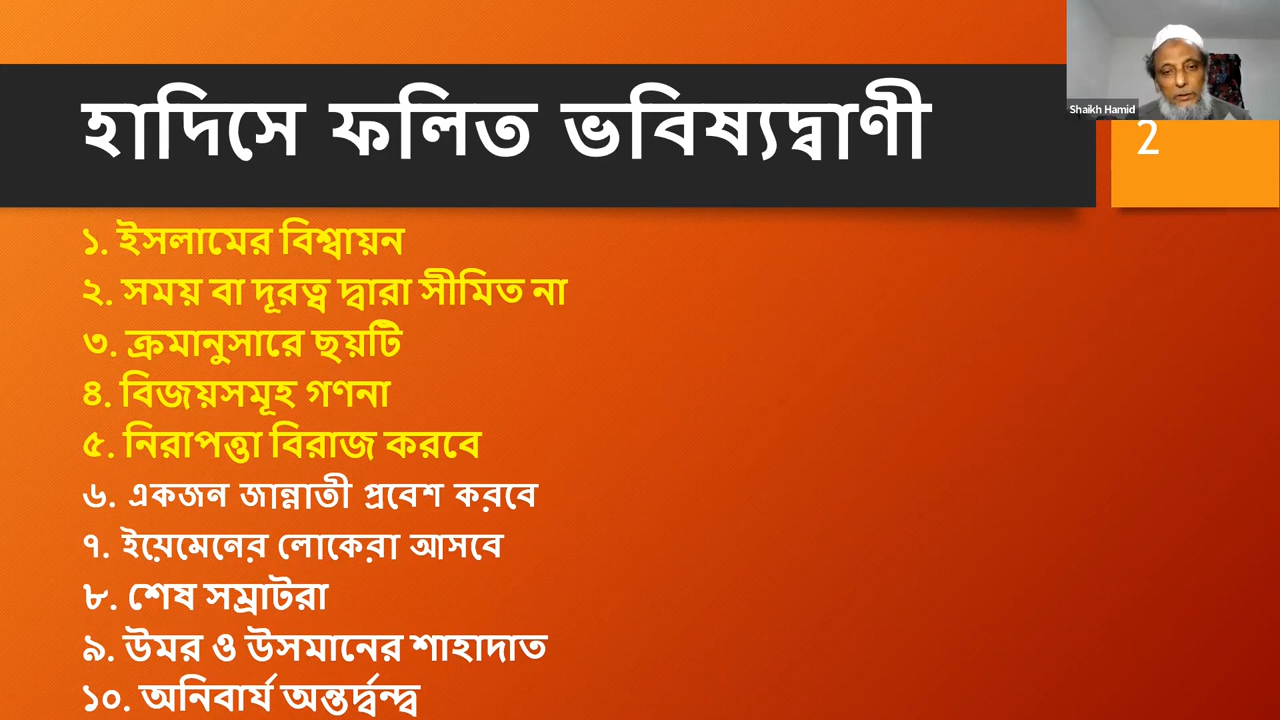 Shaikh Hamid
হাদিসে ফলিত ভবিষ্যদ্বাণী
2
১. ইসলামের বিশ্বায়ন
২. সময় বা দূরত্ব দ্বারা সীমিত না
৩. ক্রমানুসারে ছয়টি
৪. বিজয়সমূহ গণনা
৫. নিরাপত্তা বিরাজ করবে
৬. একজন জান্নাতী প্রবেশ করবে
৭. ইয়েমেনের লোকেরা আসবে
৮. শেষ সম্রাটরা
৯. উমর ও উসমানের শাহাদাত
১০. অনিবার্য অন্তর্দ্বন্দ্ব